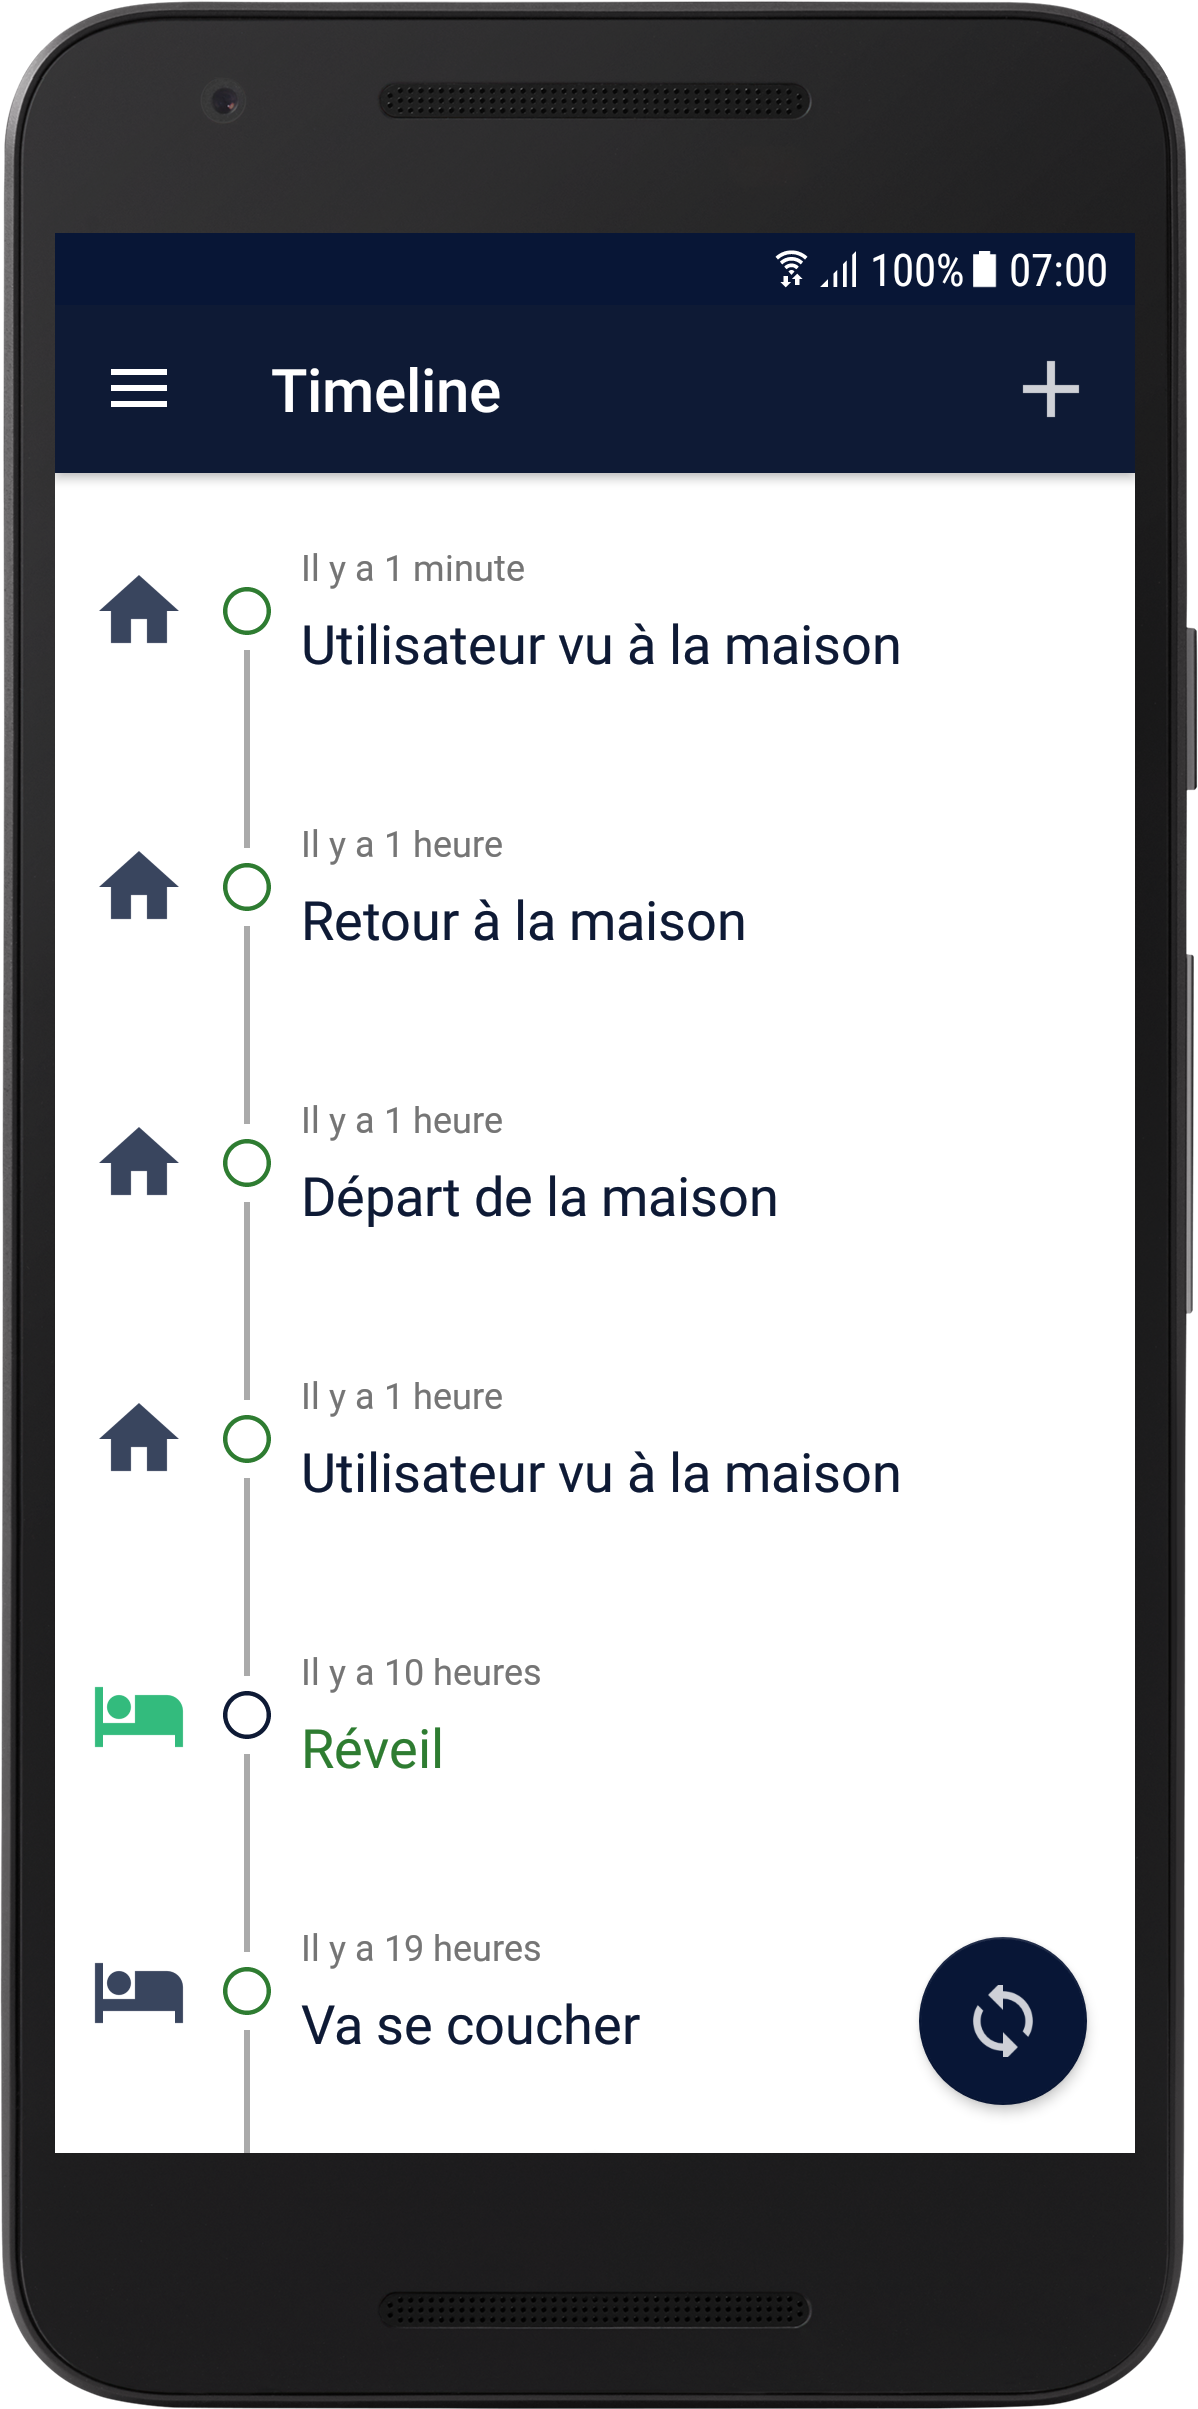 100% 07:00
Timeline
Il y a 1 minute
Utilisateur vu à la maison
Il y a 1 heure
Retour à la maison
Il y a 1 heure
Départ de la maison
Il y a 1 heure
Utilisateur vu à la maison
Il y a 10 heures
Réveil
Il y a 19 heures
Va se coucher